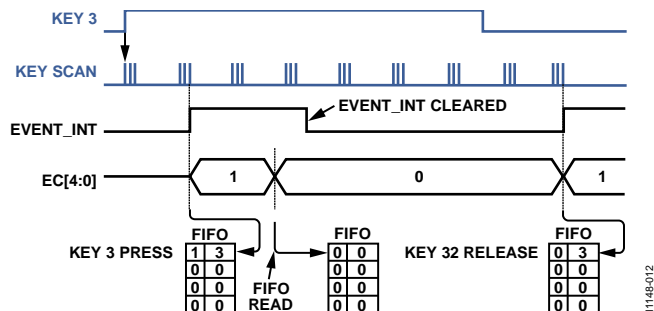 KEY 3
KEY SCAN
EVENT_INT CLEARED
EVENT_INT
EC[4:0] 1 0 1
FIFO FIFO FIFO
KEY 3 PRESS 1 3 0 0 KEY 32 RELEASE 0 3
0 0 0 0 0 0
0 0 FIFO 0 0 0 0
0 0 READ 0 0 0 0
11148-012